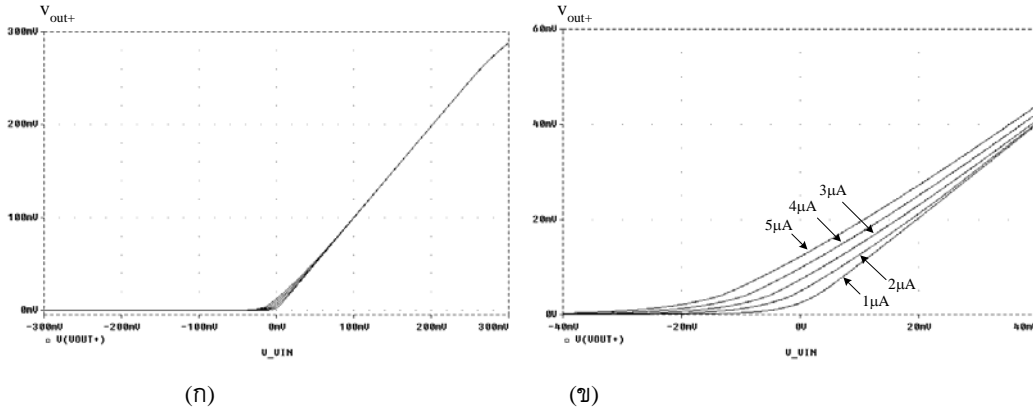 Vout+
300mV
200mV
100mV
0mV
-300mV -200mV -100mV 0mV 100mV 200mV 300mV
▫ V(VOUT+)
V_VIN
(ก)
Vout+
60mV
40mV
20mV
0V
3μA
4μA
5μA
2μA
1μA
-40mV -20mV 0V 20mV 40mV
▫ V(VOUT+)
V_VIN
(ข)